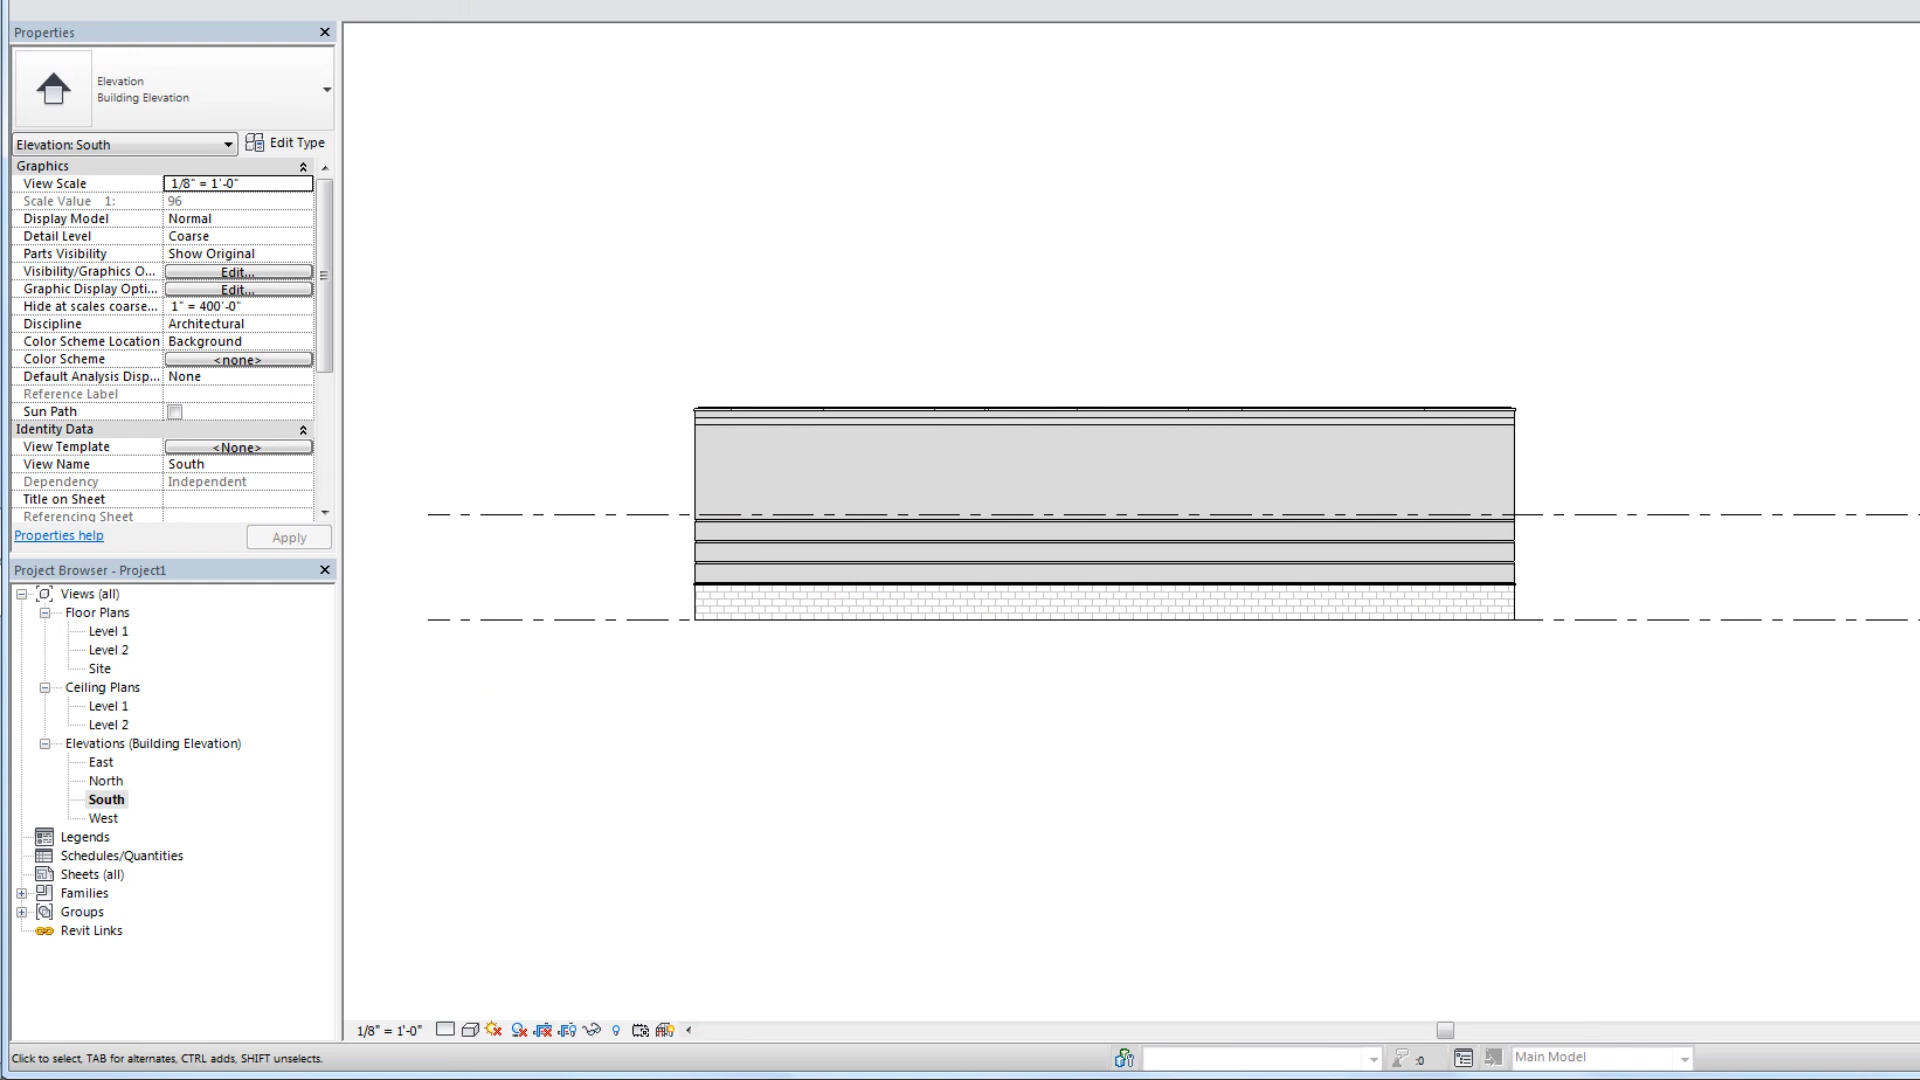 Properties
Elevation
Building Elevation
Elevation: South
Edit Type
Graphics
View Scale 1/8" = 1'-0"
Scale Value 1: 96
Display Model Normal
Detail Level Coarse
Parts Visibility Show Original
Visibility/Graphics O... Edit...
Graphic Display Opti... Edit...
Hide at scales coarse... 1" = 400'-0"
Discipline Architectural
Color Scheme Location Background
Color Scheme <none>
Default Analysis Disp... None
Reference Label
Sun Path
Identity Data
View Template <None>
View Name South
Dependency Independent
Title on Sheet
Referencing Sheet
Properties help Apply
Project Browser - Project1
Views (all)
Floor Plans
Level 1
Level 2
Site
Ceiling Plans
Level 1
Level 2
Elevations (Building Elevation)
East
North
South
West
Legends
Schedules/Quantities
Sheets (all)
Families
Groups
Revit Links
1/8" = 1'-0"
Click to select, TAB for alternates, CTRL adds, SHIFT unselects.
:0
Main Model